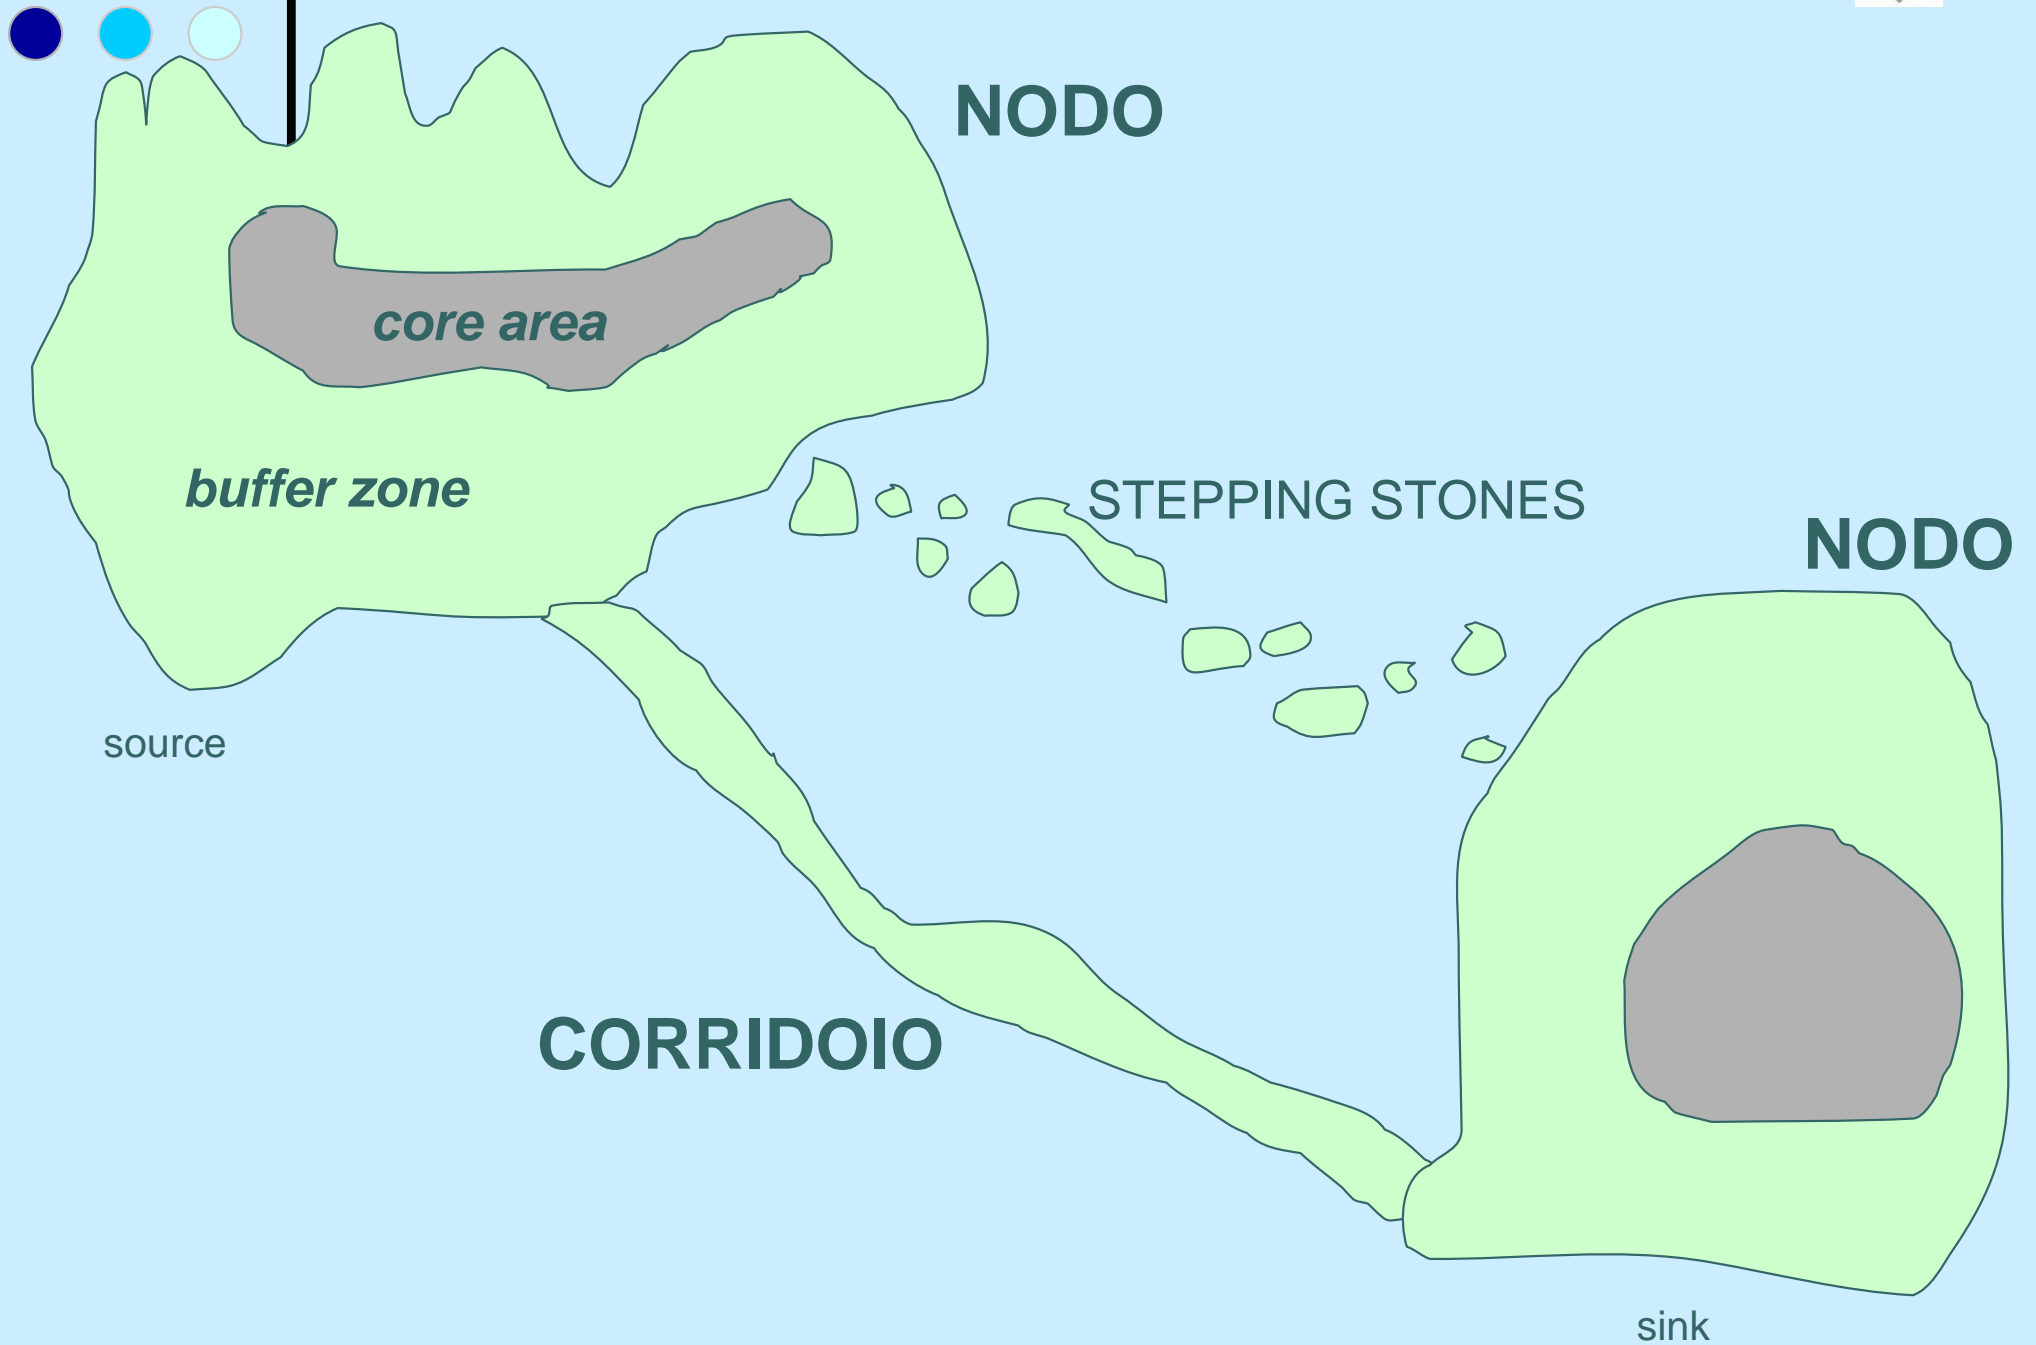 NODO
core area
buffer zone
STEPPING STONES
NODO
source
CORRIDOIO
sink